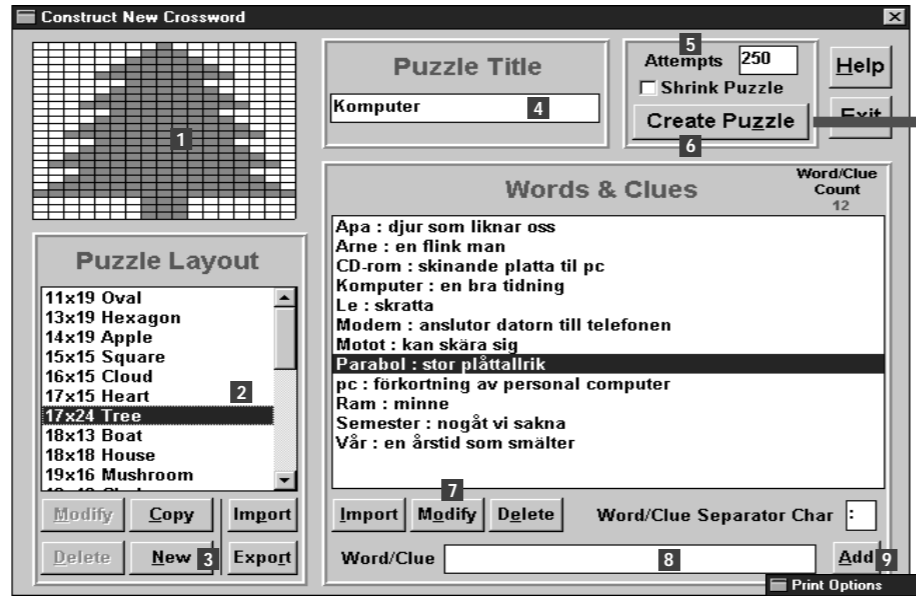 Construct New Crossword
1
Puzzle Title
Komputer
4
5
Attempts 250
Shrink Puzzle
Create Puzzle
6
Help
Exit
Puzzle Layout
11x19 Oval
13x19 Hexagon
14x19 Apple
15x15 Square
16x15 Cloud
17x15 Heart
2
17x24 Tree
18x13 Boat
18x18 House
19x16 Mushroom
Modify Copy Import
Delete New 3 Export
Words & Clues
Word/Clue
Count
12
Apa : djur som liknar oss
Arne : en flink man
CD-rom : skinande platta til pc
Komputer : en bra tidning
Le : skratta
Modem : anslutor datorn till telefonen
Motot : kan skära sig
Parabol : stor plåttallrik
pc : förkortning av personal computer
Ram : minne
Semester : nogåt vi sakna
Vår : en årstid som smälter
7
Import Modify Delete Word/Clue Separator Char :
Word/Clue 8 Add 9
Print Options